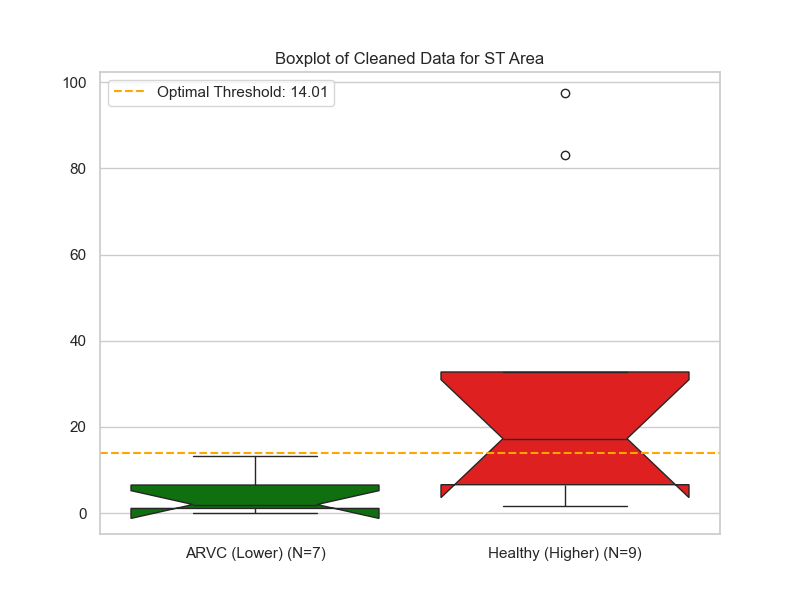 Boxplot of Cleaned Data for ST Area
100
Optimal Threshold: 14.01
80
60
40
20
0
ARVC (Lower) (N=7)
Healthy (Higher) (N=9)